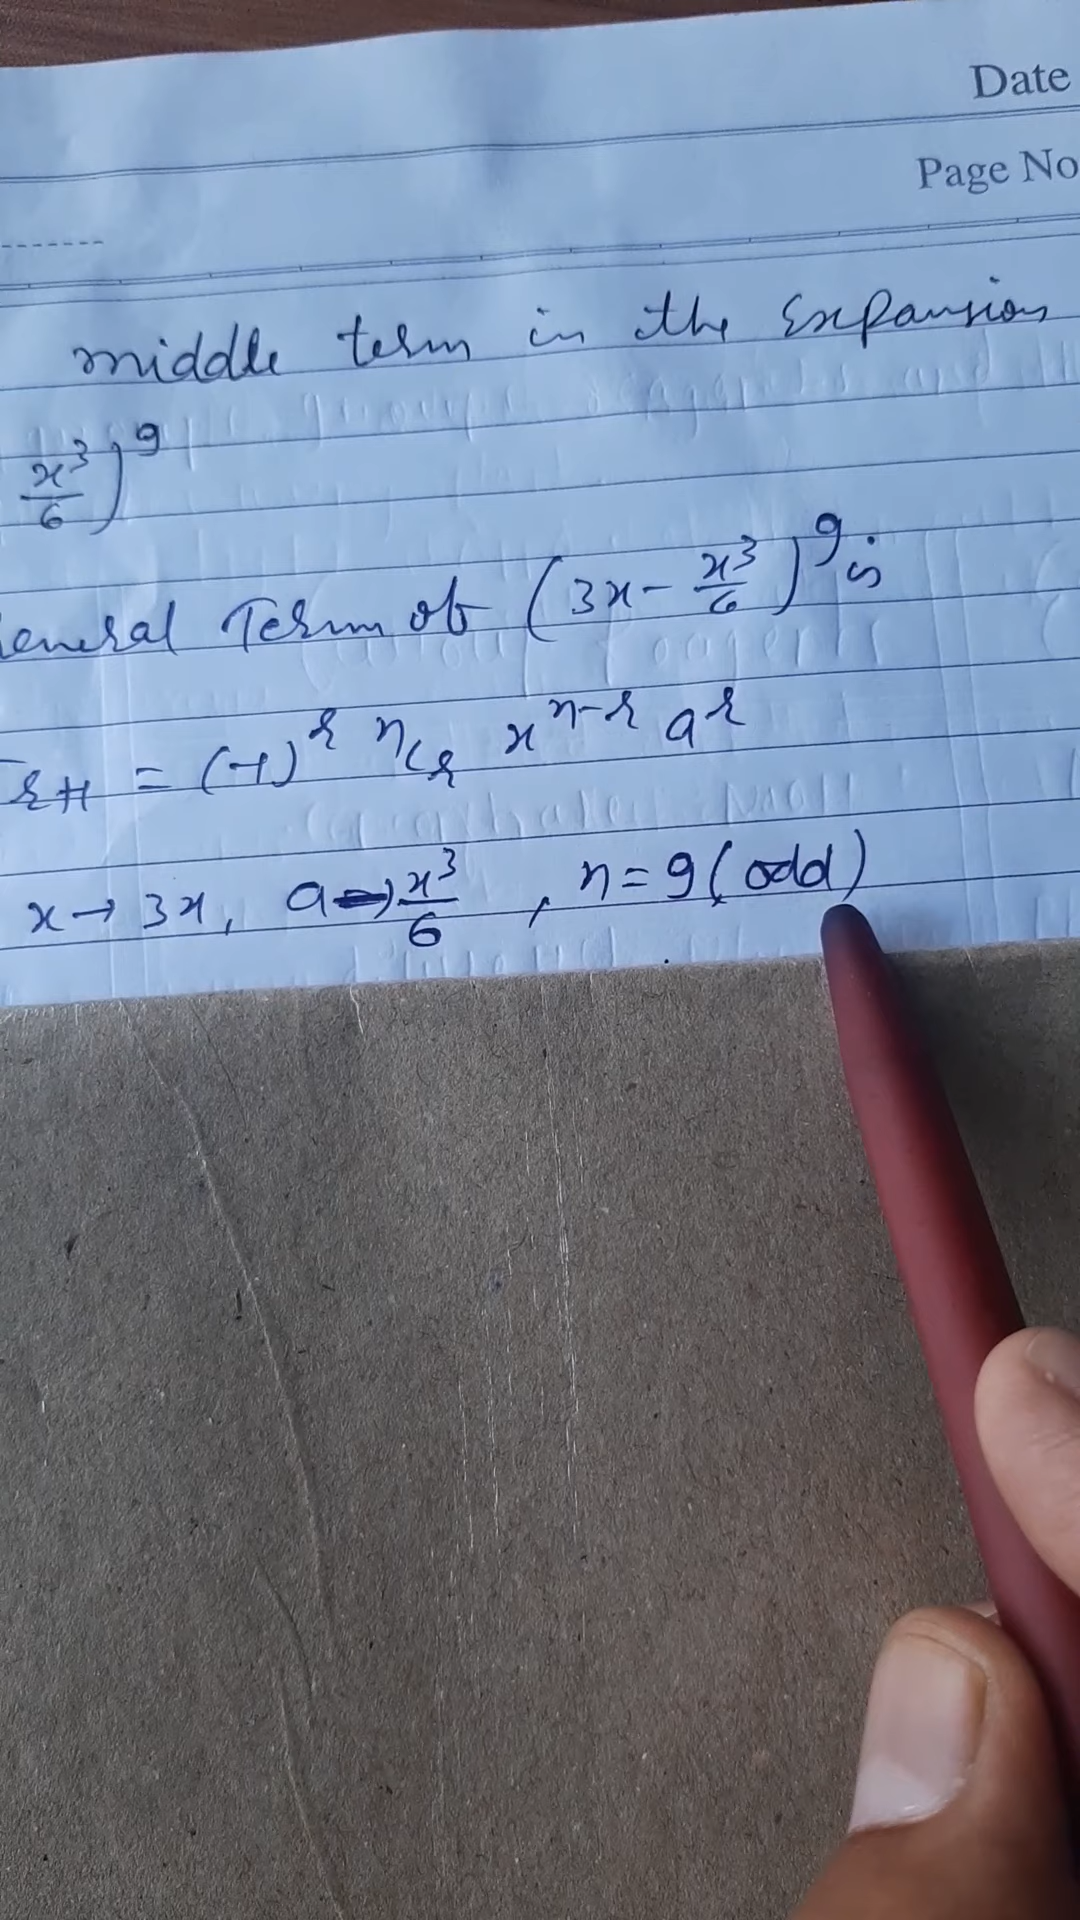 Date
Page No
middle term in the Expansion
x³/6)⁹
eneral Term of (3x - x³/6)⁹ is
Tr+1 = (-1)^r nCr x^n-r a^r
x → 3x, a → x³/6, n = 9 (odd)